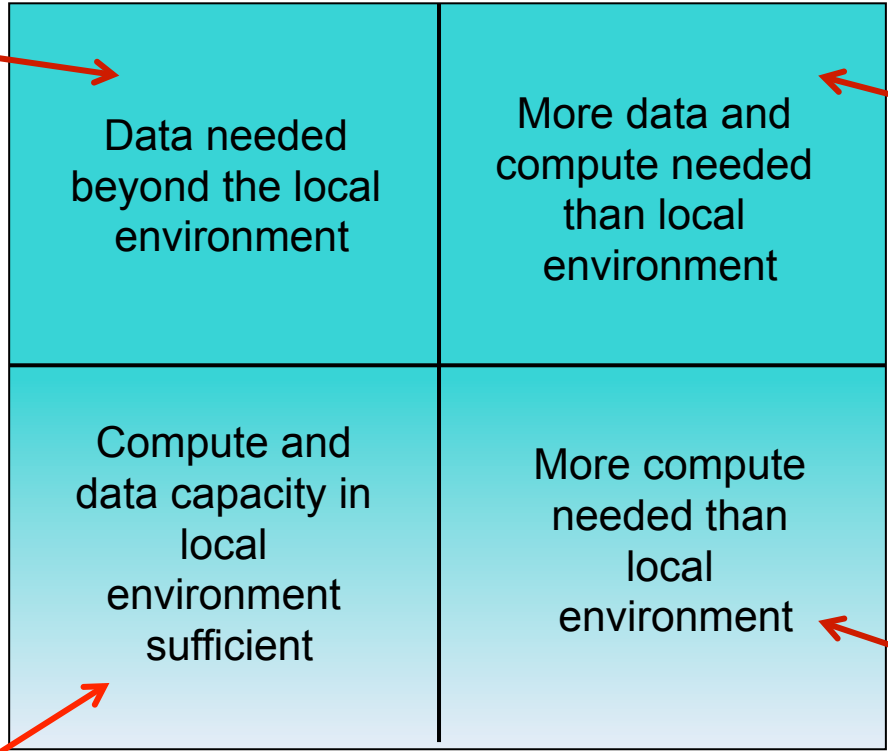 Data needed
beyond the local
environment
More data and
compute needed
than local
environment
Compute and
data capacity in
local
environment
sufficient
More compute
needed than
local
environment